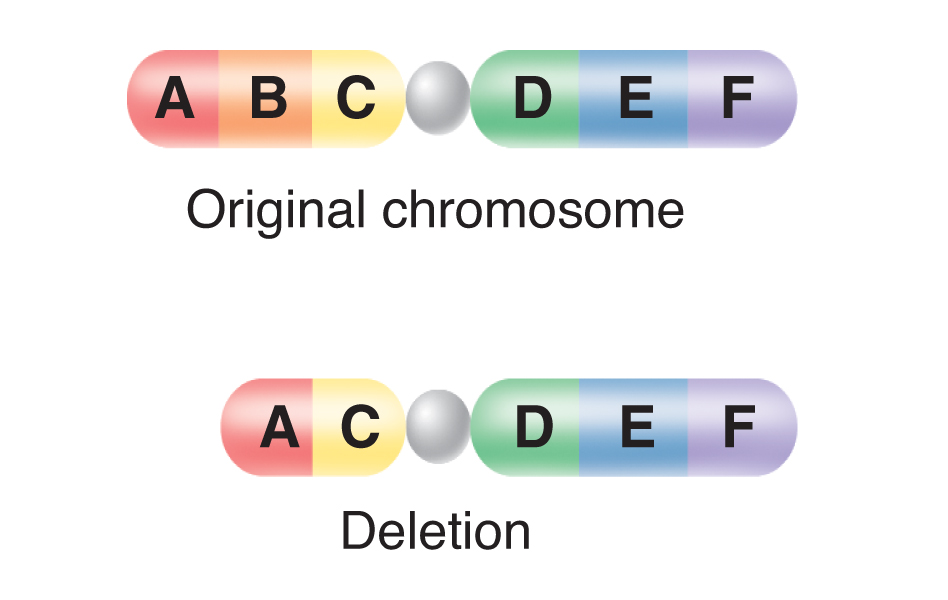 A B C D E F
Original chromosome
A C D E F
Deletion